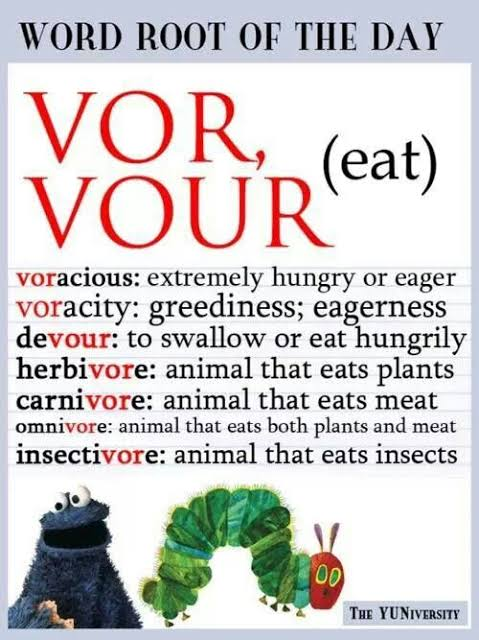 WORD ROOT OF THE DAY
VOR,
VOUR (eat)
voracious: extremely hungry or eager
voracity: greediness; eagerness
devour: to swallow or eat hungrily
herbivore: animal that eats plants
carnivore: animal that eats meat
omnivore: animal that eats both plants and meat
insectivore: animal that eats insects
THE YUNIVERSITY